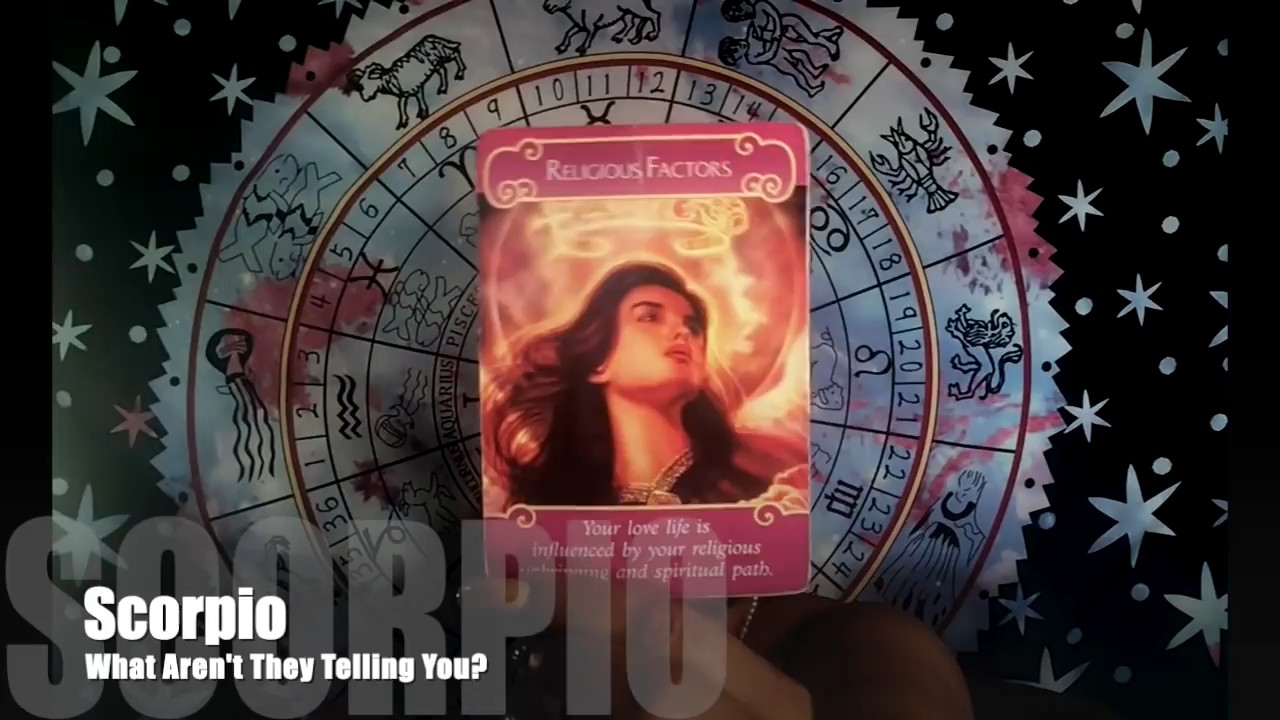 10 11 12 13 14
9
8
7
6
5
4
3
2
1
36
16
17
18
19
20
21
22
23
24
PISCES
AQUARIUS
RELIGIOUS FACTORS
Your love life is
influenced by your religious
and spiritual path.
SCORPIO
Scorpio
What Aren't They Telling You?